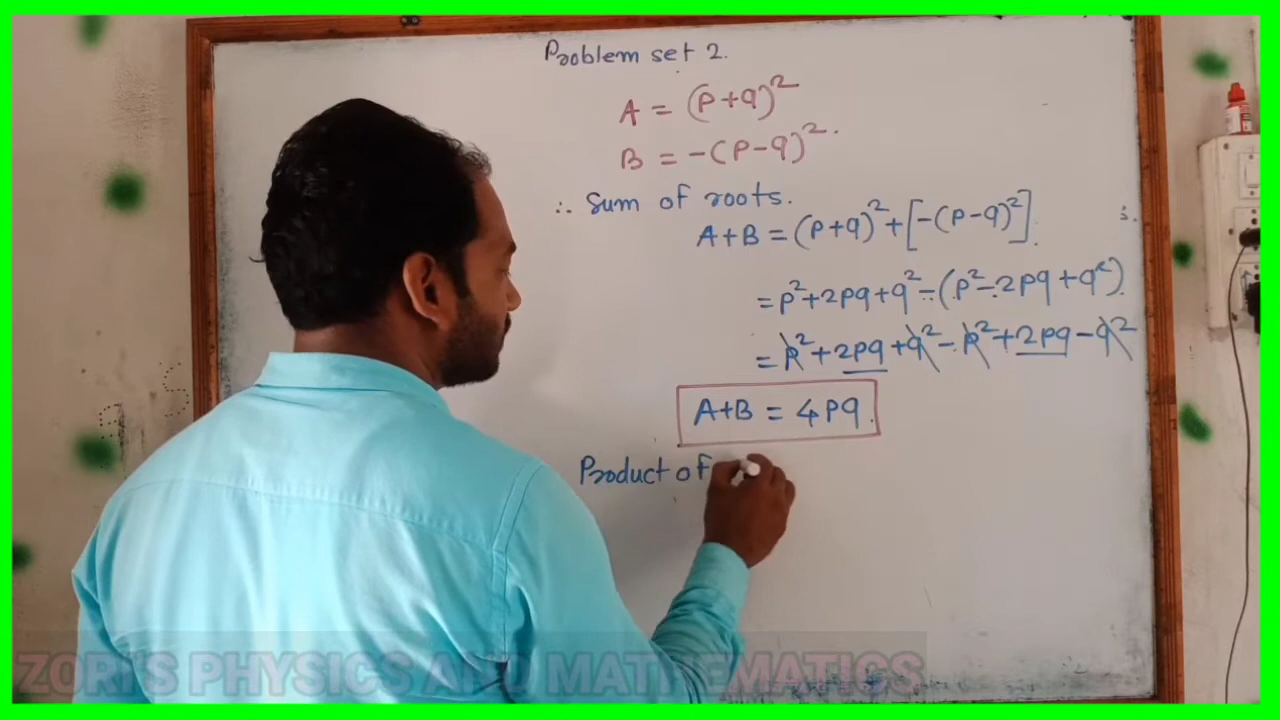 Problem set 2.
A = (P+q)²
B = -(P-q)².
∴ Sum of roots.
A+B = (P+q)² + [-(P-q)²].
= P² + 2Pq + q² - (P² - 2Pq + q²)
= P² + 2Pq + q² - P² + 2Pq - q²
A+B = 4Pq.
Product of
ZORI'S PHYSICS AND MATHEMATICS